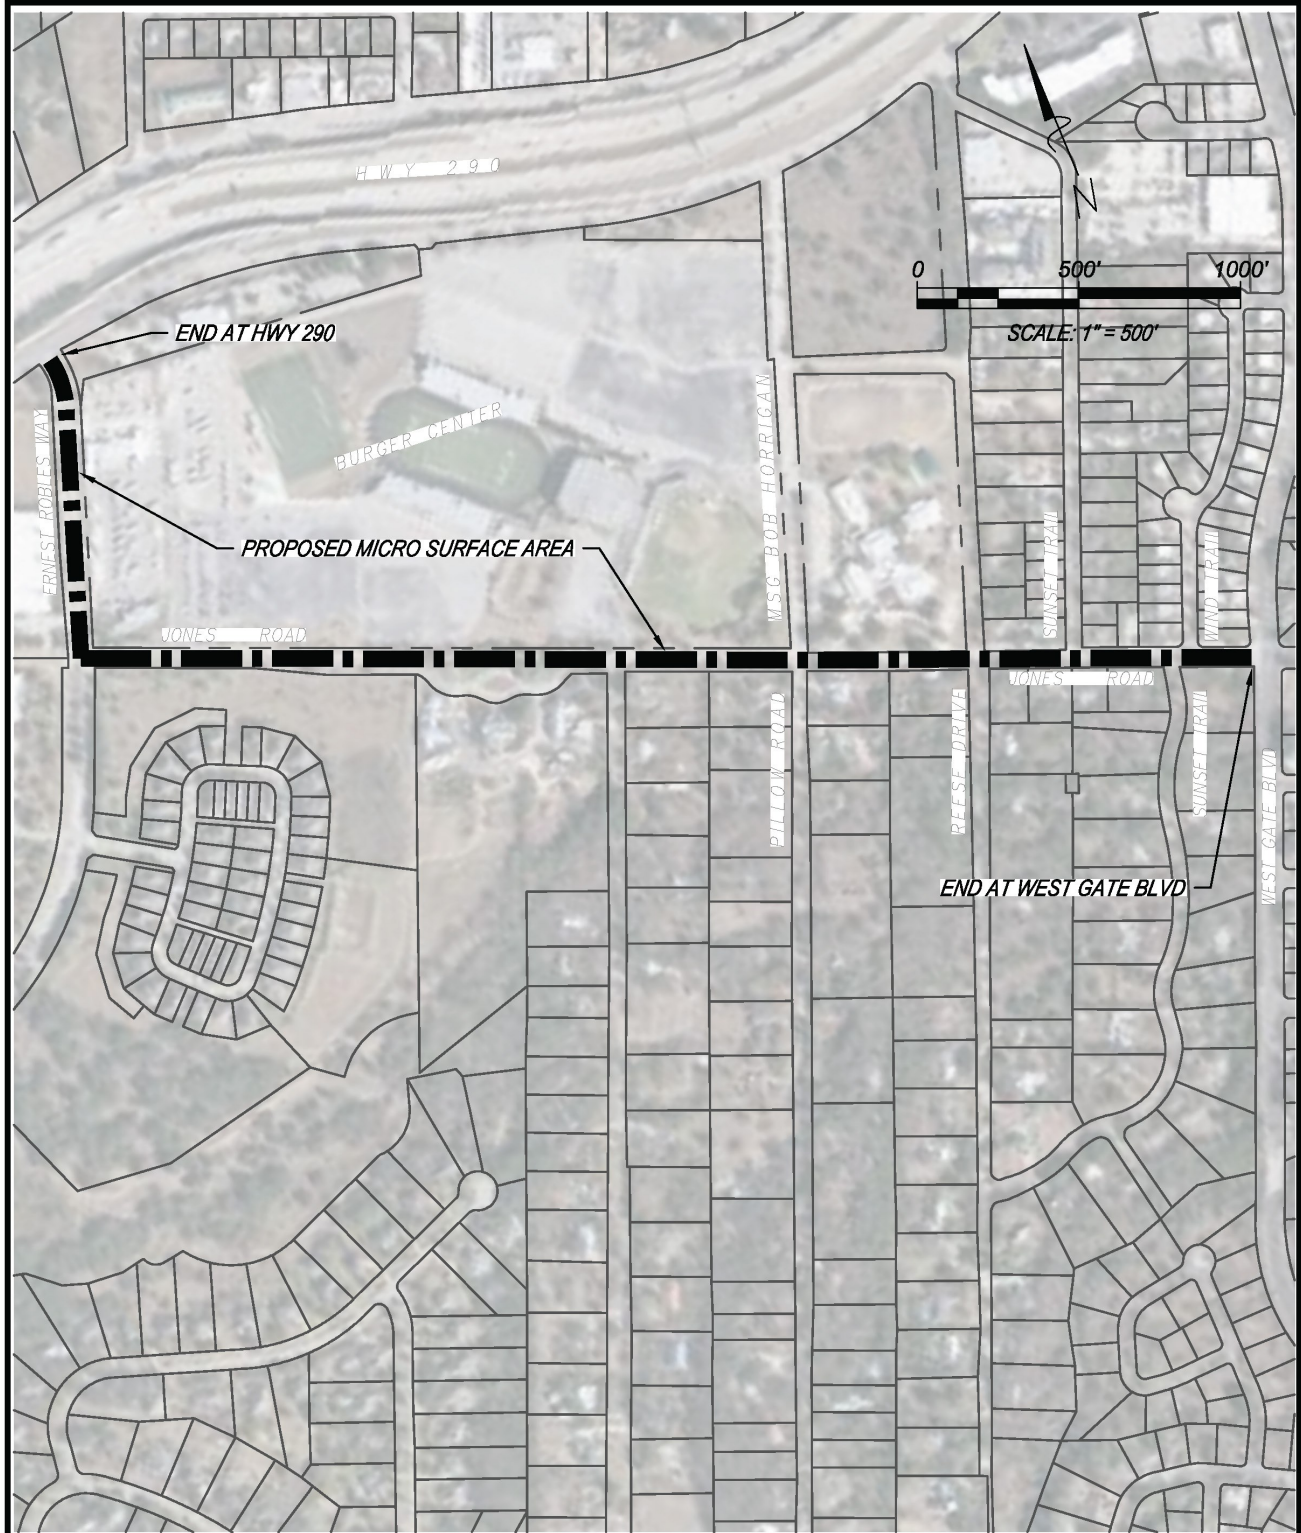 HWY 290
0 500' 1000'
SCALE: 1" = 500'
END AT HWY 290
ERNEST ROBLES WAY
BURGER CENTER
MSG BOB HORRIGAN
PROPOSED MICRO SURFACE AREA
SUNSET TRAIL
WIND TRAIL
JONES ROAD
JONES ROAD
PILLOW ROAD
REESE DRIVE
SUNSET TRAIL
WEST GATE BLVD
END AT WEST GATE BLVD
N